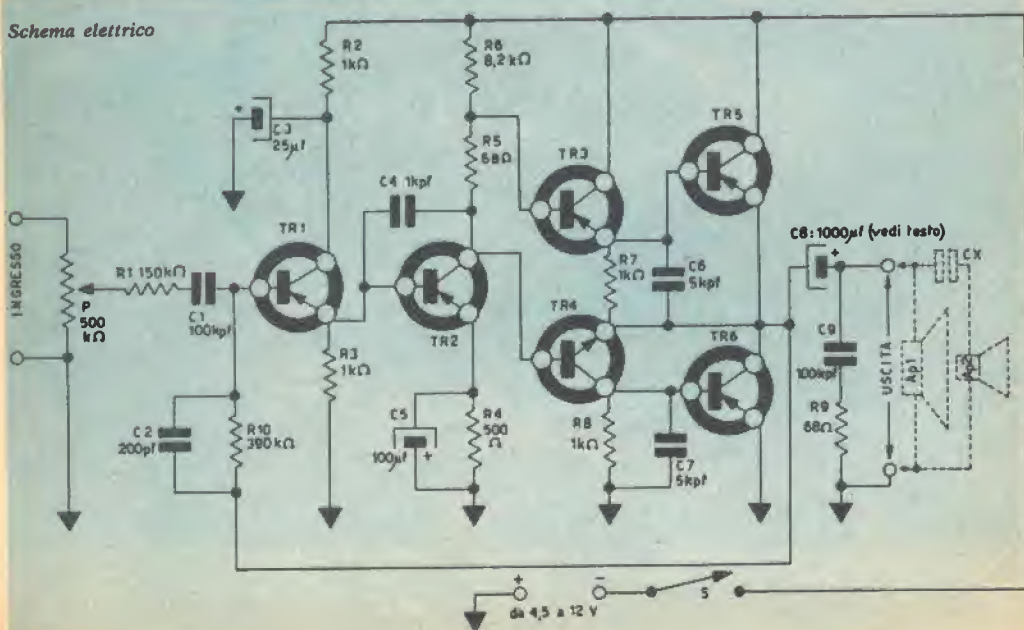 Schema elettrico
R2
1kΩ
R6
8,2kΩ
+
C3
25µf
R5
68Ω
TR5
TR3
C4 1kpf
INGRESSO
TR1
C8:1000µf (vedi testo)
R1 150kΩ
R7
1kΩ
C6
5kpf
+
CX
P
500
kΩ
C1
100kpf
TR2
TR4
TR6
C9
100kpf
USCITA
Ap1
Ap2
R3
1kΩ
C2
200pf
R10
390kΩ
C5
100µf
+
R4
500
Ω
R8
1kΩ
C7
5kpf
R9
68Ω
+
-
S
da 4,5 a 12 V